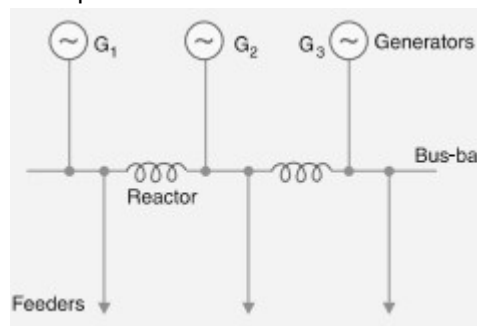 G1
G2
G3
Generators
Bus-ba
Reactor
Feeders